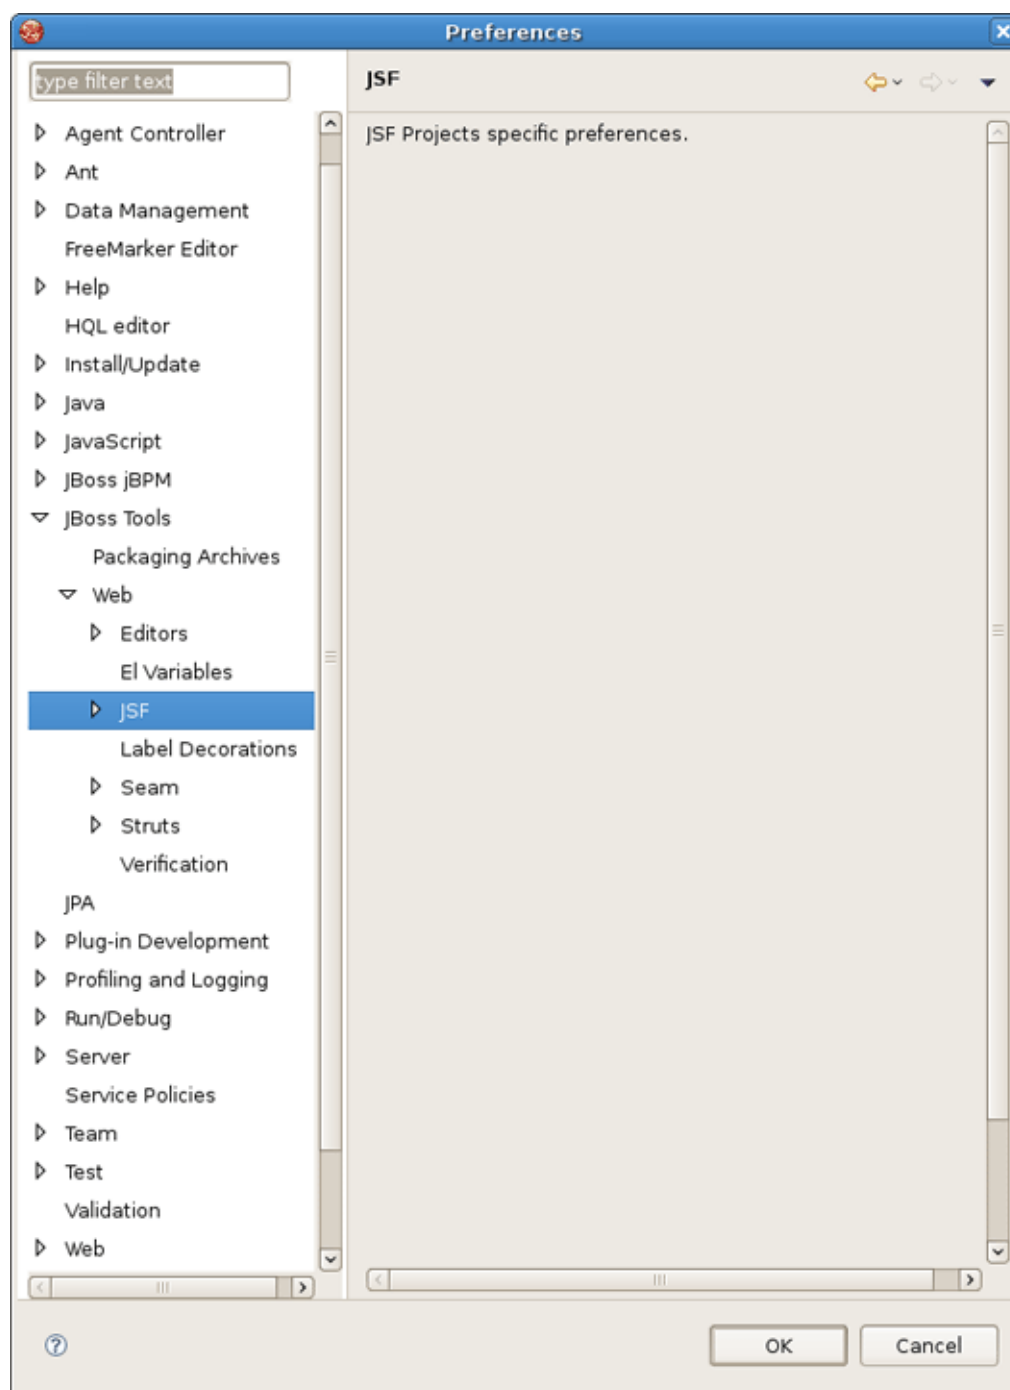 Preferences
type filter text
JSF
JSF Projects specific preferences.
Agent Controller
Ant
Data Management
FreeMarker Editor
Help
HQL editor
Install/Update
Java
JavaScript
JBoss jBPM
JBoss Tools
Packaging Archives
Web
Editors
El Variables
JSF
Label Decorations
Seam
Struts
Verification
JPA
Plug-in Development
Profiling and Logging
Run/Debug
Server
Service Policies
Team
Test
Validation
Web
OK
Cancel